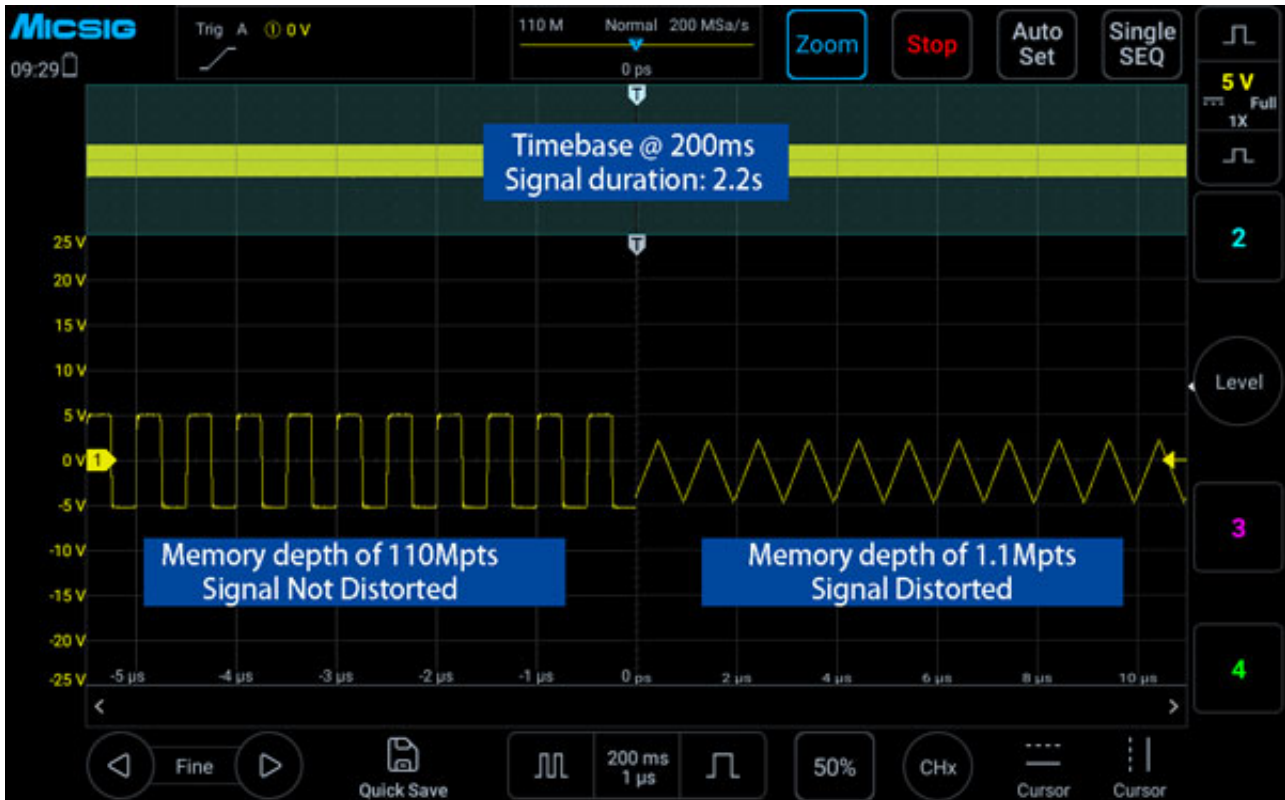 MICSIG
09:29
Trig A ① 0 V
110 M Normal 200 MSa/s
0 ps
Zoom
Stop
Auto
Set
Single
SEQ
5 V
Full
1X
T
Timebase @ 200ms
Signal duration: 2.2s
T
2
25 V
20 V
15 V
10 V
5 V
0 V
1
-5 V
-10 V
-15 V
-20 V
-25 V
Level
3
4
Memory depth of 110Mpts
Signal Not Distorted
Memory depth of 1.1Mpts
Signal Distorted
-5 µs -4 µs -3 µs -2 µs -1 µs 0 ps 2 µs 4 µs 6 µs 8 µs 10 µs
Fine
Quick Save
200 ms
1 µs
50%
CHx
Cursor
Cursor